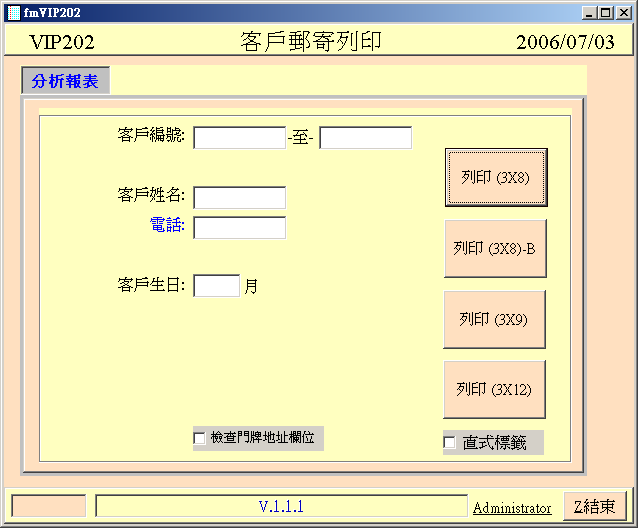 fmVIP202
VIP202 客戶郵寄列印 2006/07/03
分析報表
客戶編號: -至-
列印 (3X8)
客戶姓名:
電話:
列印 (3X8)-B
客戶生日: 月
列印 (3X9)
列印 (3X12)
檢查門牌地址欄位 直式標籤
V.1.1.1 Administrator Z結束